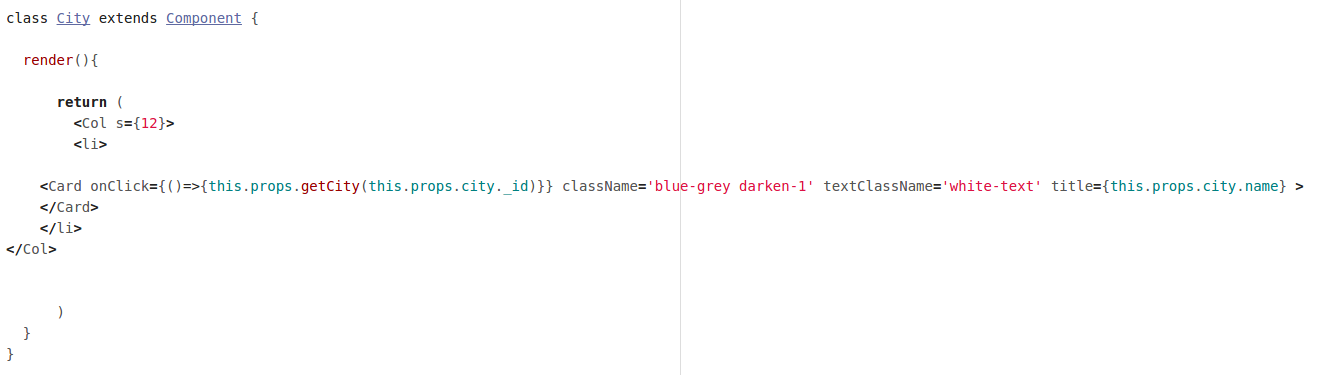 class City extends Component {
render(){
return (
<Col s={12}>
<li>
<Card onClick={()=>{this.props.getCity(this.props.city._id)}} className='blue-grey darken-1' textClassName='white-text' title={this.props.city.name} >
</Card>
</li>
</Col>
)
}
}